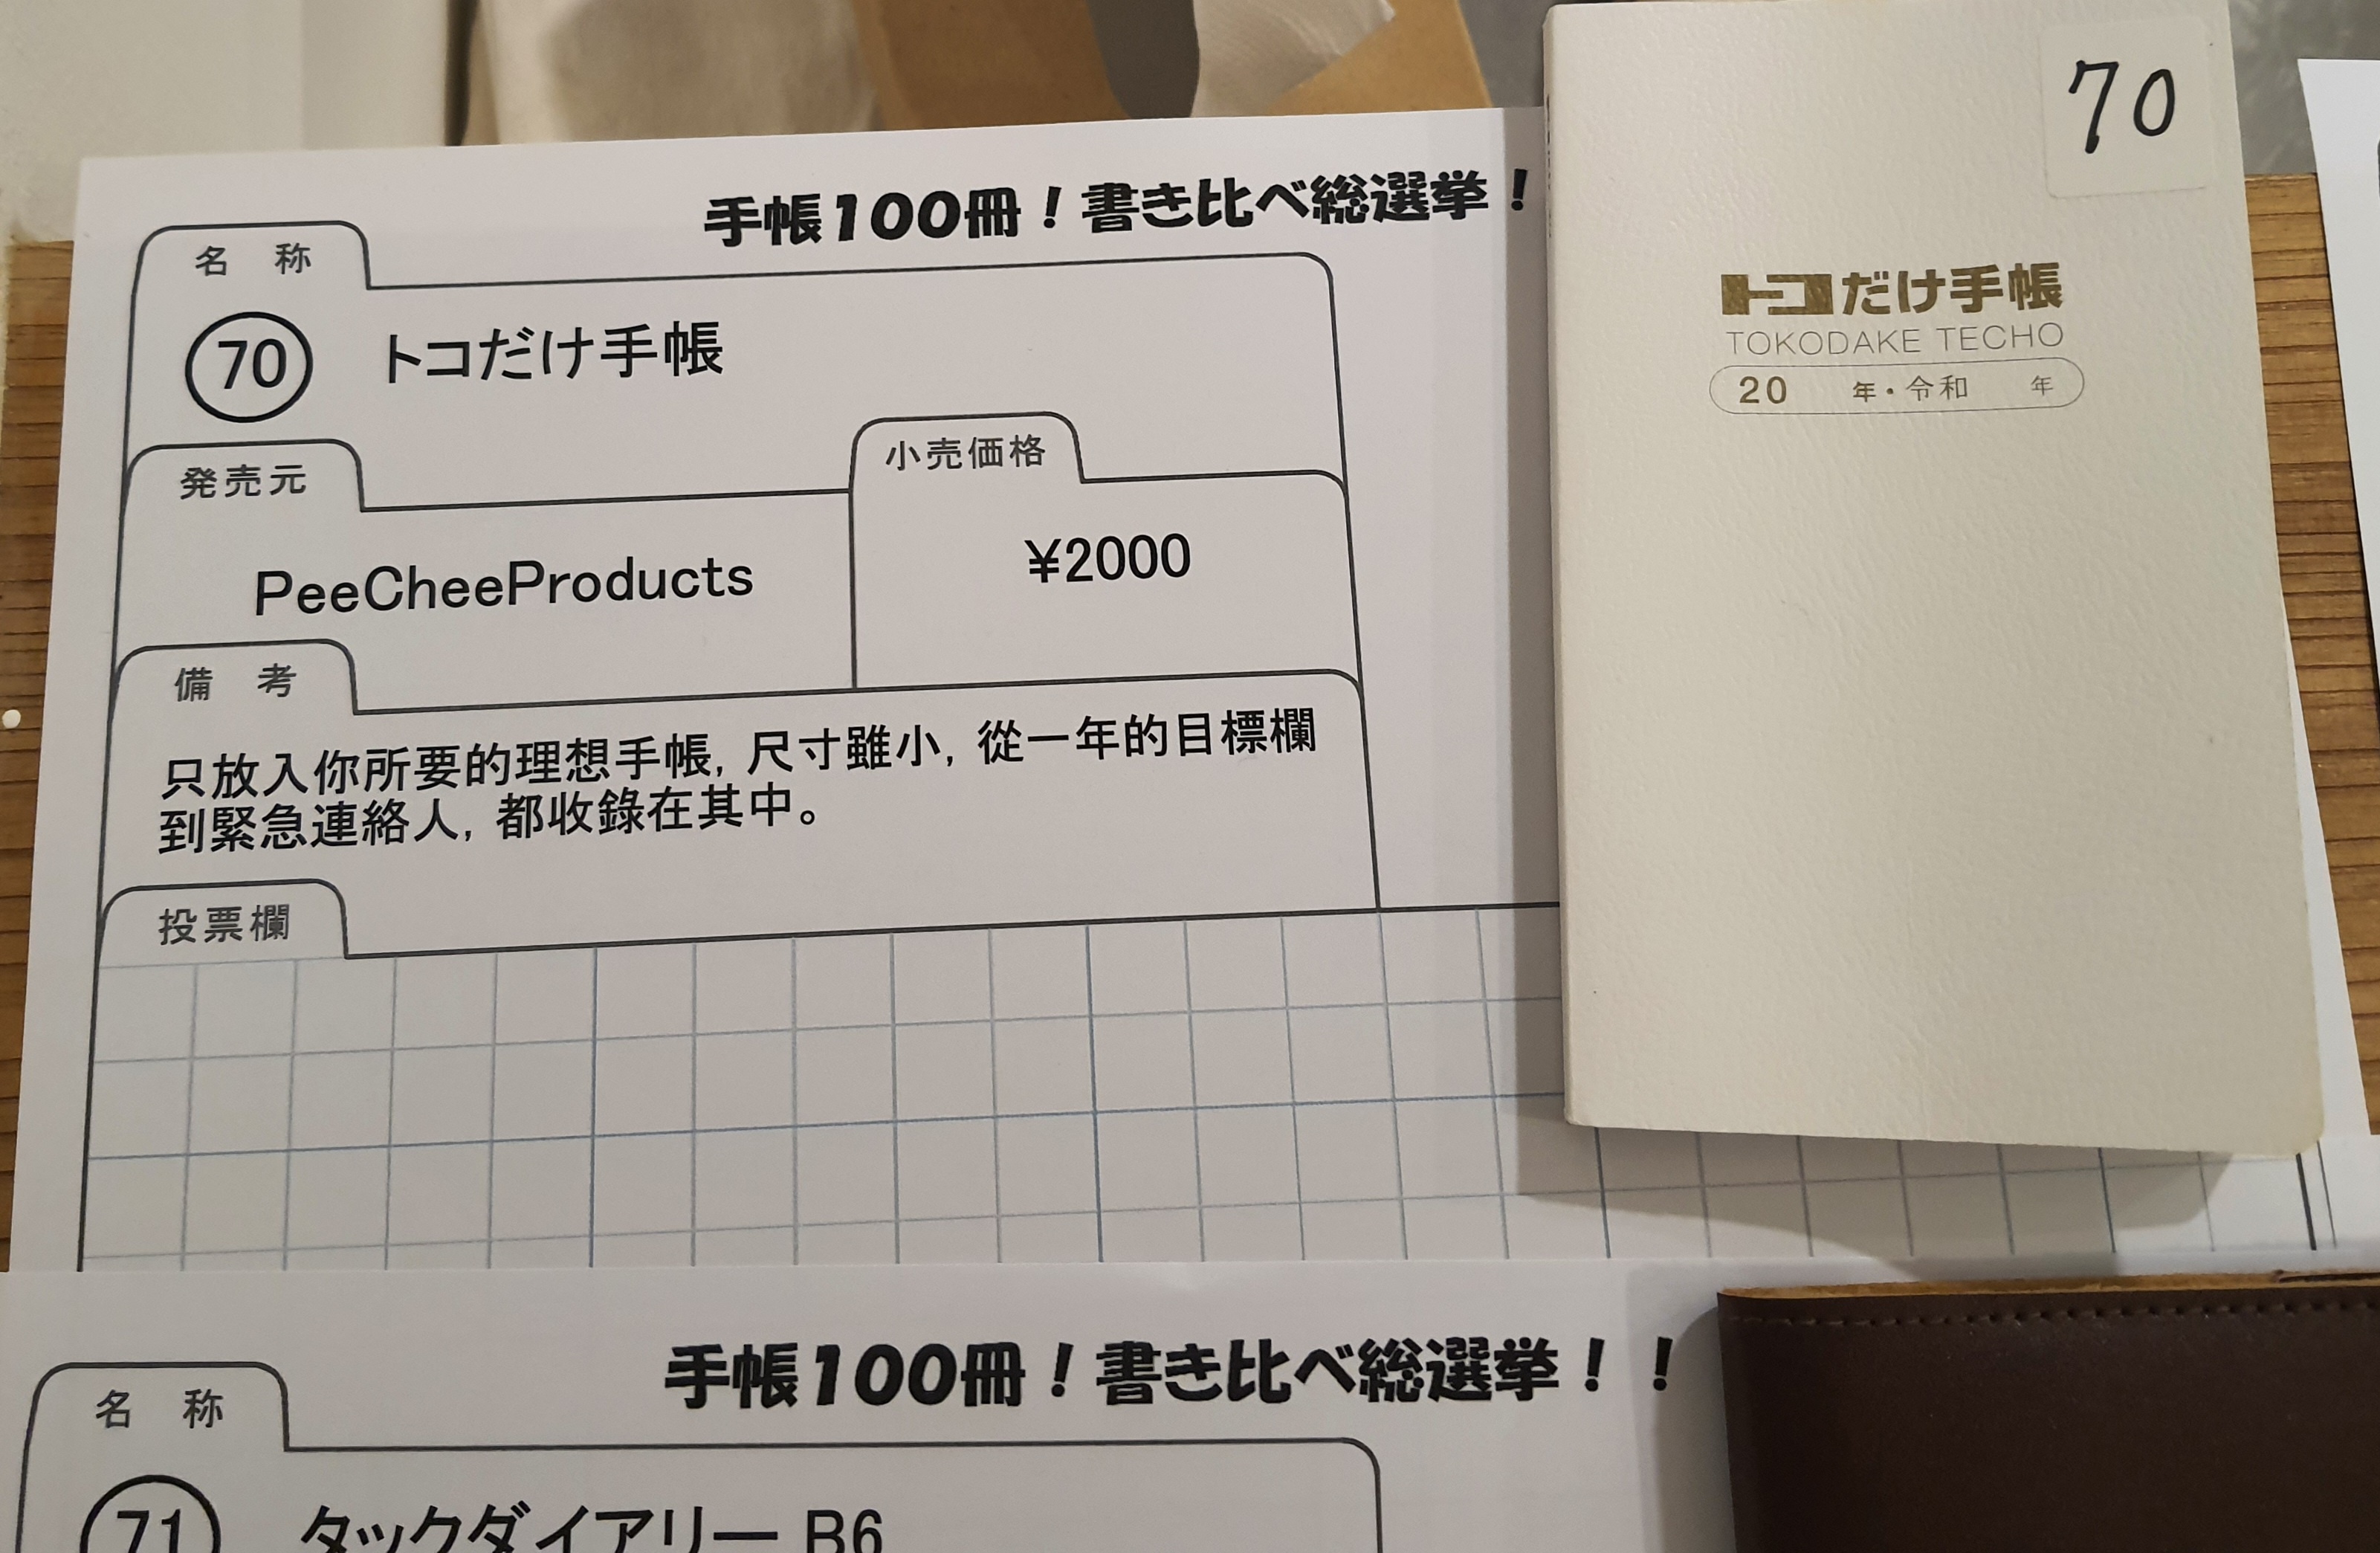 手帳100冊！書き比べ総選挙！
名　称
70　トコだけ手帳
発売元
PeeCheeProducts
小売価格
¥2000
備　考
只放入你所要的理想手帳, 尺寸雖小, 從一年的目標欄
到緊急連絡人, 都收錄在其中。
投票欄
70
トコだけ手帳
TOKODAKE TECHO
20　　年・令和　　年
手帳100冊！書き比べ総選挙！！
名　称
71　タックダイアリー B6